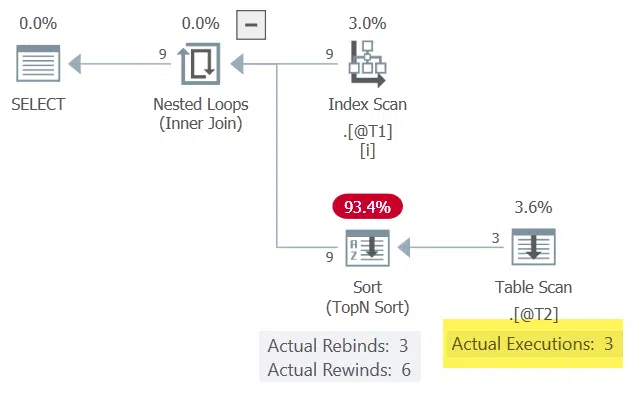 0.0%
0.0%
3.0%
9
9
SELECT
Nested Loops
(Inner Join)
Index Scan
.[@T1]
[i]
93.4%
3.6%
9
3
A
Z
Sort
(TopN Sort)
Table Scan
.[@T2]
Actual Rebinds: 3
Actual Rewinds: 6
Actual Executions: 3